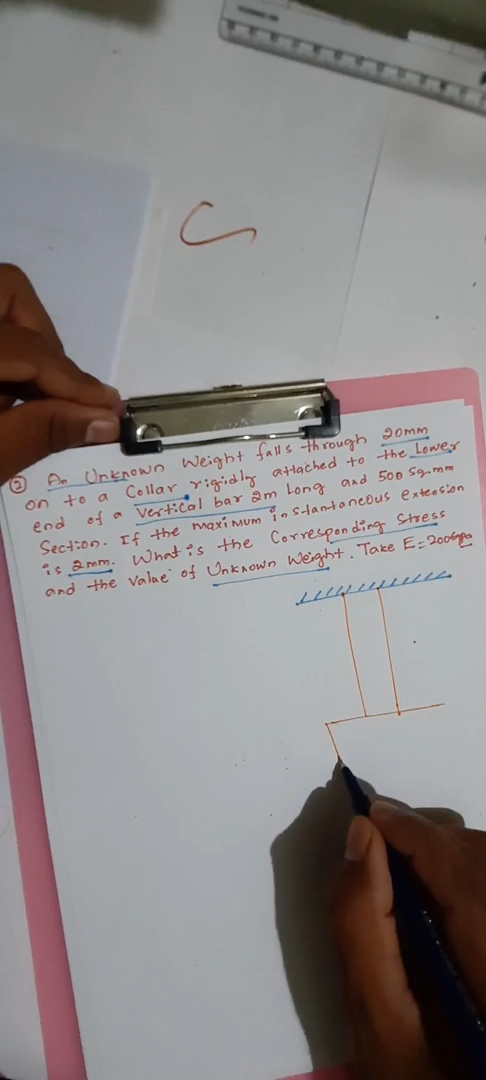 ② An Unknown Weight falls through 20mm
on to a Collar rigidly attached to the Lower
end of a Vertical bar 2m Long and 500 Sq.mm
Section. If the maximum instantaneous extension
is 2mm. What is the Corresponding Stress
and the value of Unknown Weight. Take E=200Gpa